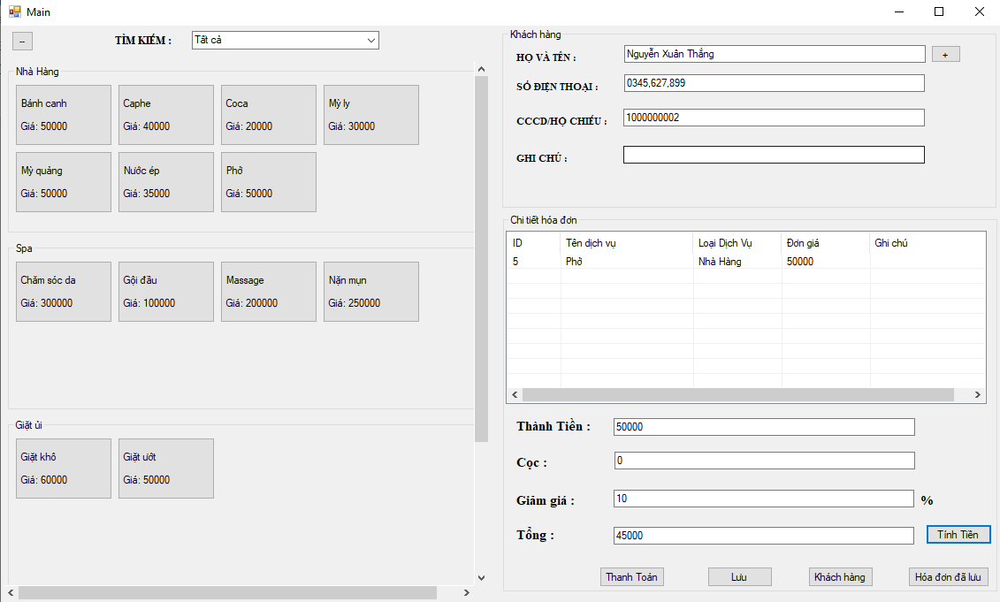 Main
--
TÌM KIẾM :
Tất cả
Nhà Hàng
Bánh canh
Giá: 50000
Caphe
Giá: 40000
Coca
Giá: 20000
Mỳ ly
Giá: 30000
Mỳ quảng
Giá: 50000
Nước ép
Giá: 35000
Phở
Giá: 50000
Spa
Chăm sóc da
Giá: 300000
Gội đầu
Giá: 100000
Massage
Giá: 200000
Nặn mụn
Giá: 250000
Giặt ủi
Giặt khô
Giá: 60000
Giặt ướt
Giá: 50000
Khách hàng
HỌ VÀ TÊN :
Nguyễn Xuân Thắng
+
SỐ ĐIỆN THOẠI :
0345,627,899
CCCD/HỘ CHIẾU :
1000000002
GHI CHÚ :
Chi tiết hóa đơn
ID Tên dịch vụ Loại Dịch Vụ Đơn giá Ghi chú
5 Phở Nhà Hàng 50000
Thành Tiền :
50000
Cọc :
0
Giảm giá :
10
%
Tổng :
45000
Tính Tiền
Thanh Toán
Lưu
Khách hàng
Hóa đơn đã lưu